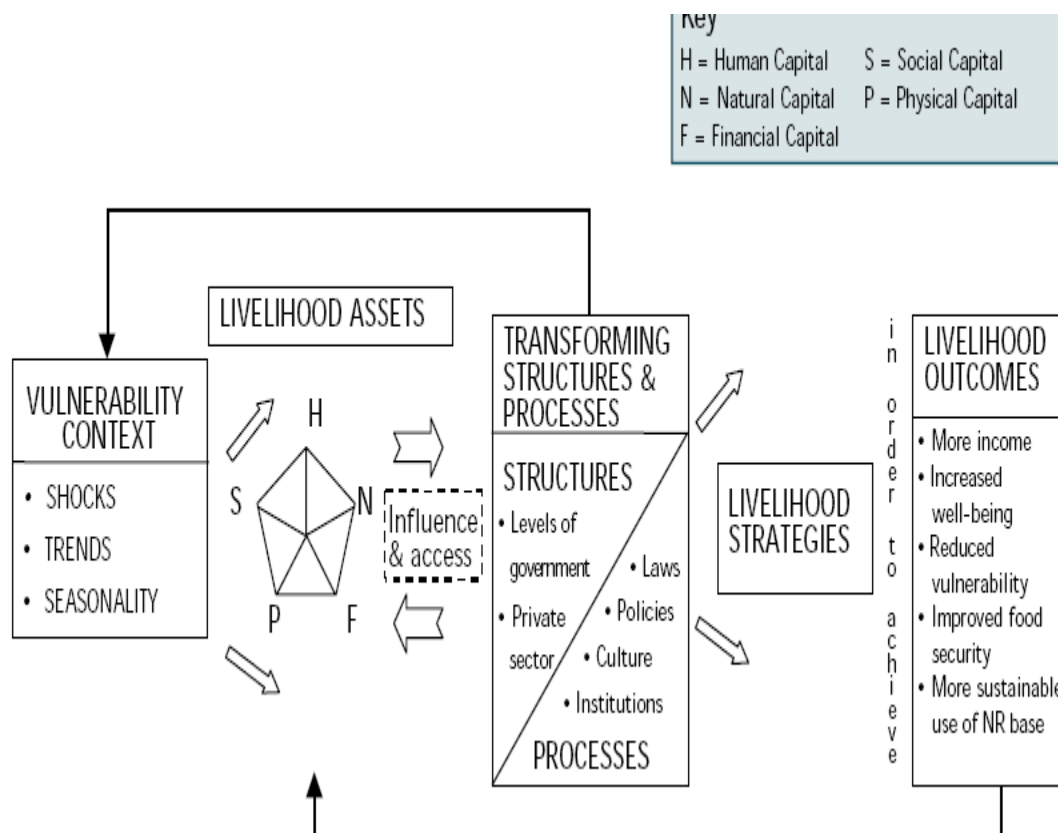 Key
H = Human Capital S = Social Capital
N = Natural Capital P = Physical Capital
F = Financial Capital
LIVELIHOOD ASSETS
VULNERABILITY
CONTEXT
• SHOCKS
• TRENDS
• SEASONALITY
H
S
N
P
F
Influence
& access
TRANSFORMING
STRUCTURES &
PROCESSES
STRUCTURES
• Levels of
government
• Private
sector
• Laws
• Policies
• Culture
• Institutions
PROCESSES
LIVELIHOOD
STRATEGIES
in order to achieve
LIVELIHOOD
OUTCOMES
• More income
• Increased
well-being
• Reduced
vulnerability
• Improved food
security
• More sustainable
use of NR base